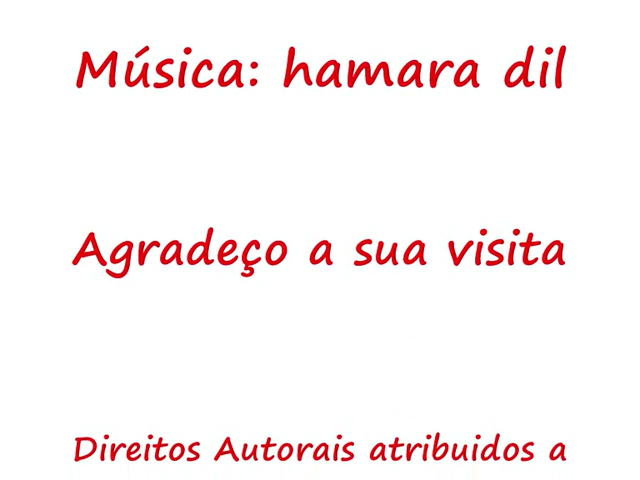 Música: hamara dil
Agradeço a sua visita
Direitos Autorais atribuidos a